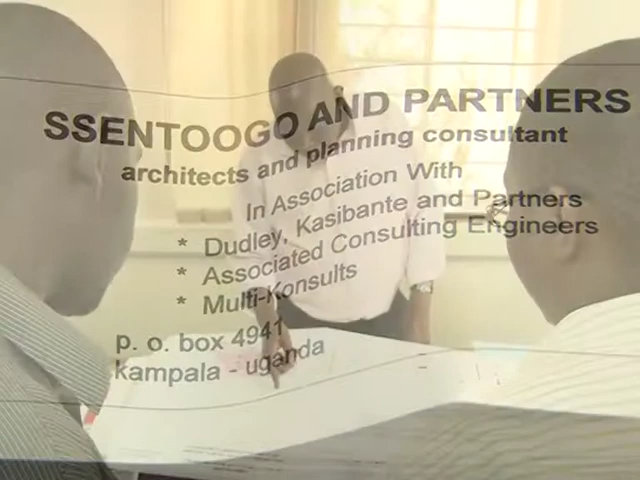 SSENTOOGO AND PARTNERS
architects and planning consultant
In Association With
* Dudley, Kasibante and Partners
* Associated Consulting Engineers
* Multi-Konsults
p. o. box 4941
kampala - uganda